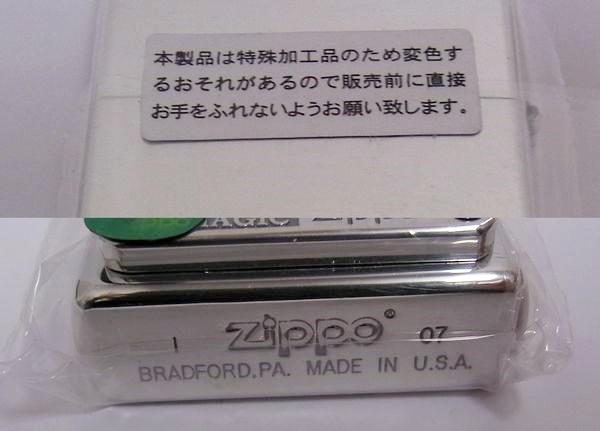 本製品は特殊加工品のため変色す
るおそれがあるので販売前に直接
お手をふれないようお願い致します。
AGIC Zippo
I Zippo® 07
BRADFORD,PA. MADE IN U.S.A.